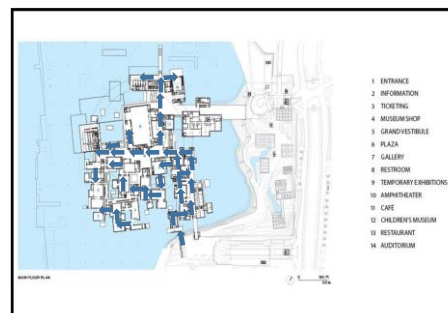 1 ENTRANCE
2 INFORMATION
3 TICKETING
4 MUSEUM SHOP
5 GRAND VESTIBULE
6 PLAZA
7 GALLERY
8 RESTROOM
9 TEMPORARY EXHIBITIONS
10 AMPHITHEATER
11 CAFÉ
12 CHILDREN'S MUSEUM
13 RESTAURANT
14 AUDITORIUM
MAIN FLOOR PLAN